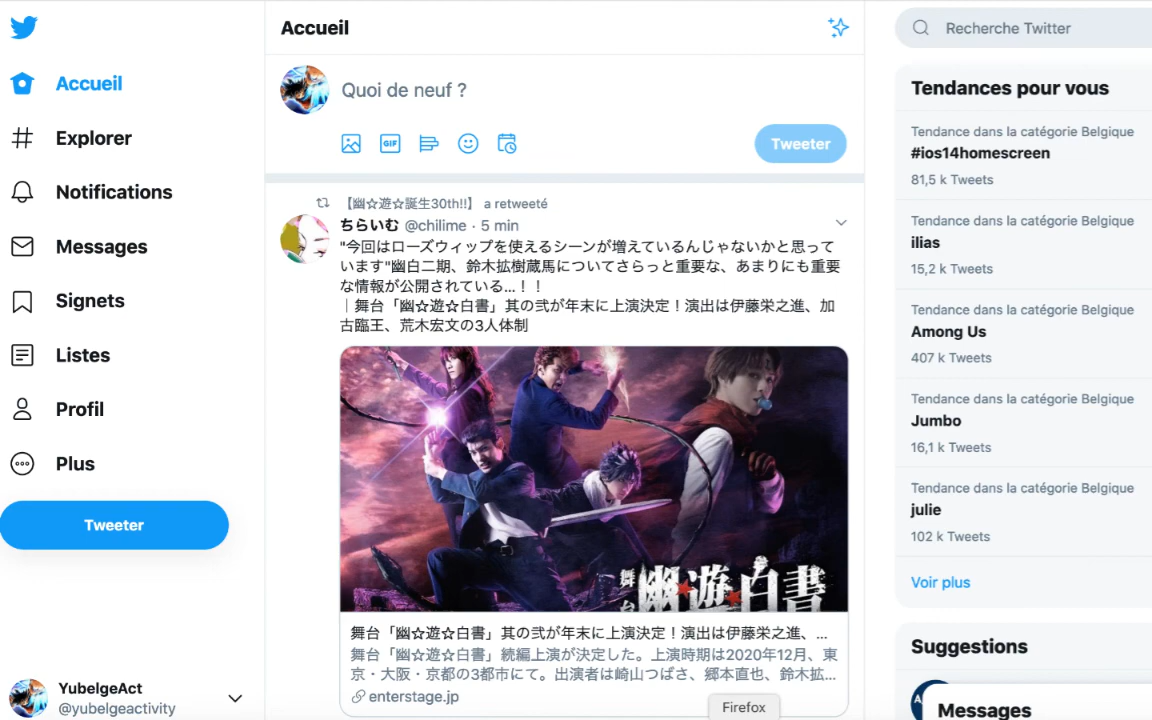 Accueil
Explorer
Notifications
Messages
Signets
Listes
Profil
Plus
Tweeter
YubelgeAct
@yubelgeactivity
Accueil
Quoi de neuf ?
GIF
Tweeter
【幽☆遊☆誕生30th!!】 a retweeté
ちらいむ @chilime · 5 min
"今回はローズウィップを使えるシーンが増えているんじゃないかと思って
います"幽白二期、鈴木拡樹蔵馬についてさらっと重要な、あまりにも重要
な情報が公開されている...！！
｜舞台「幽☆遊☆白書」其の弐が年末に上演決定！演出は伊藤栄之進、加
古臨王、荒木宏文の3人体制
舞台
幽★遊★白書
舞台「幽☆遊☆白書」其の弐が年末に上演決定！演出は伊藤栄之進、...
舞台「幽☆遊☆白書」続編上演が決定した。上演時期は2020年12月、東
京・大阪・京都の3都市にて。出演者は崎山つばさ、郷本直也、鈴木拡...
enterstage.jp
Firefox
Recherche Twitter
Tendances pour vous
Tendance dans la catégorie Belgique
#ios14homescreen
81,5 k Tweets
Tendance dans la catégorie Belgique
ilias
15,2 k Tweets
Tendance dans la catégorie Belgique
Among Us
407 k Tweets
Tendance dans la catégorie Belgique
Jumbo
16,1 k Tweets
Tendance dans la catégorie Belgique
julie
102 k Tweets
Voir plus
Suggestions
Messages